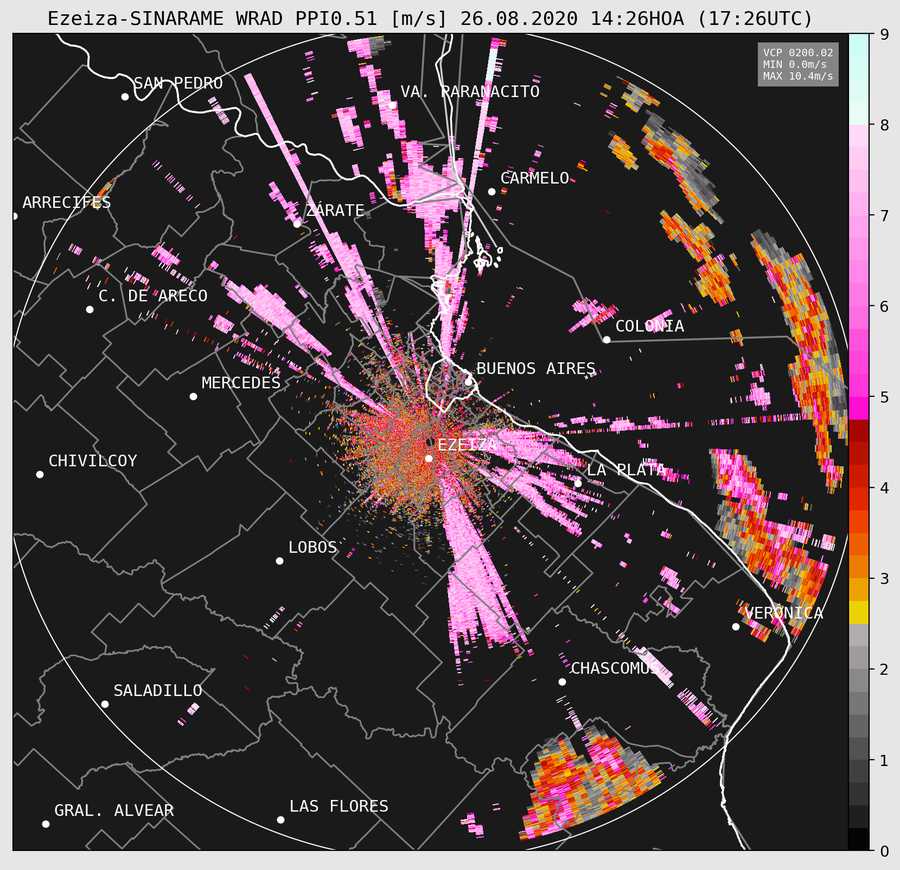 Ezeiza-SINARAME WRAD PPI0.51 [m/s] 26.08.2020 14:26HOA (17:26UTC)
VCP 0200.02
MIN 0.0m/s
MAX 10.4m/s
9
8
7
6
5
4
3
2
1
0
SAN PEDRO
VA. PARANACITO
CARMELO
ARRECIFES
ZARATE
C. DE ARECO
COLONIA
MERCEDES
BUENOS AIRES
EZEIZA
CHIVILCOY
LA PLATA
LOBOS
VERONICA
CHASCOMUS
SALADILLO
GRAL. ALVEAR
LAS FLORES